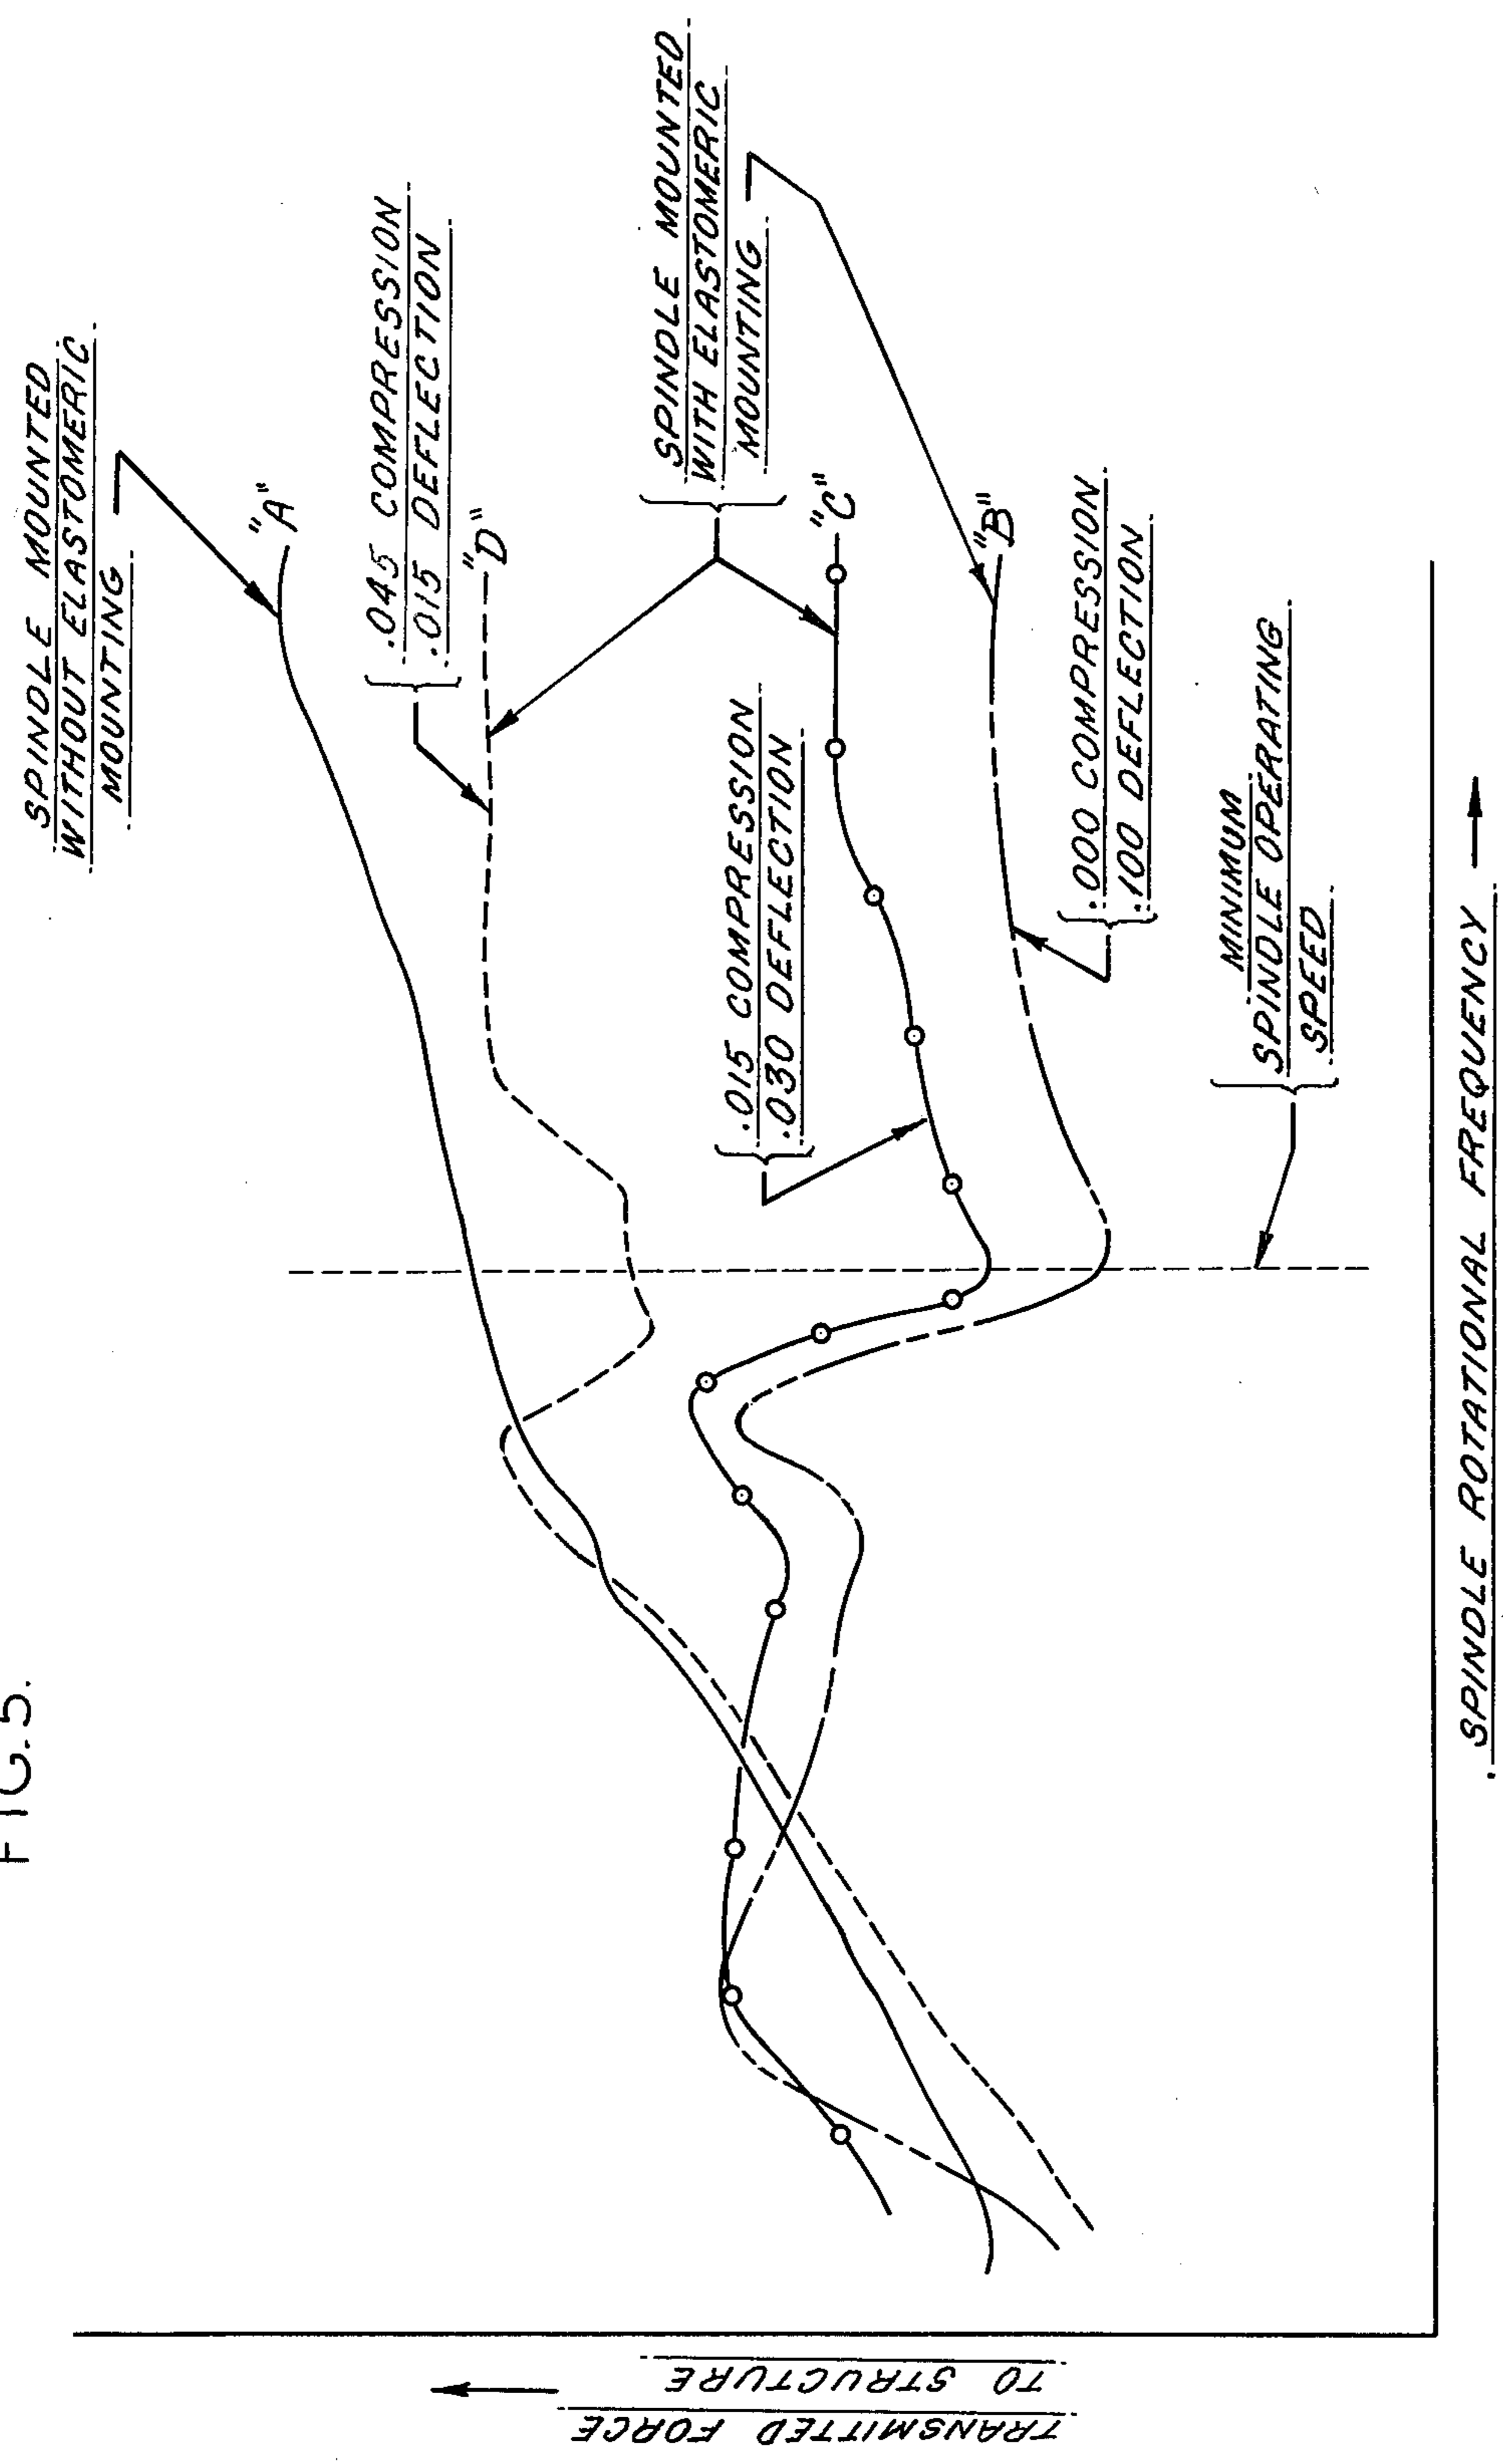 FIG.5.
SPINDLE MOUNTED
WITHOUT ELASTOMERIC
MOUNTING
"A"
.045 COMPRESSION
.015 DEFLECTION
"D"
SPINDLE MOUNTED
WITH ELASTOMERIC
MOUNTING
.015 COMPRESSION
.030 DEFLECTION
"C"
"B"
.000 COMPRESSION
.100 DEFLECTION
MINIMUM
SPINDLE OPERATING
SPEED
TRANSMITTED FORCE
TO STRUCTURE
SPINDLE ROTATIONAL FREQUENCY